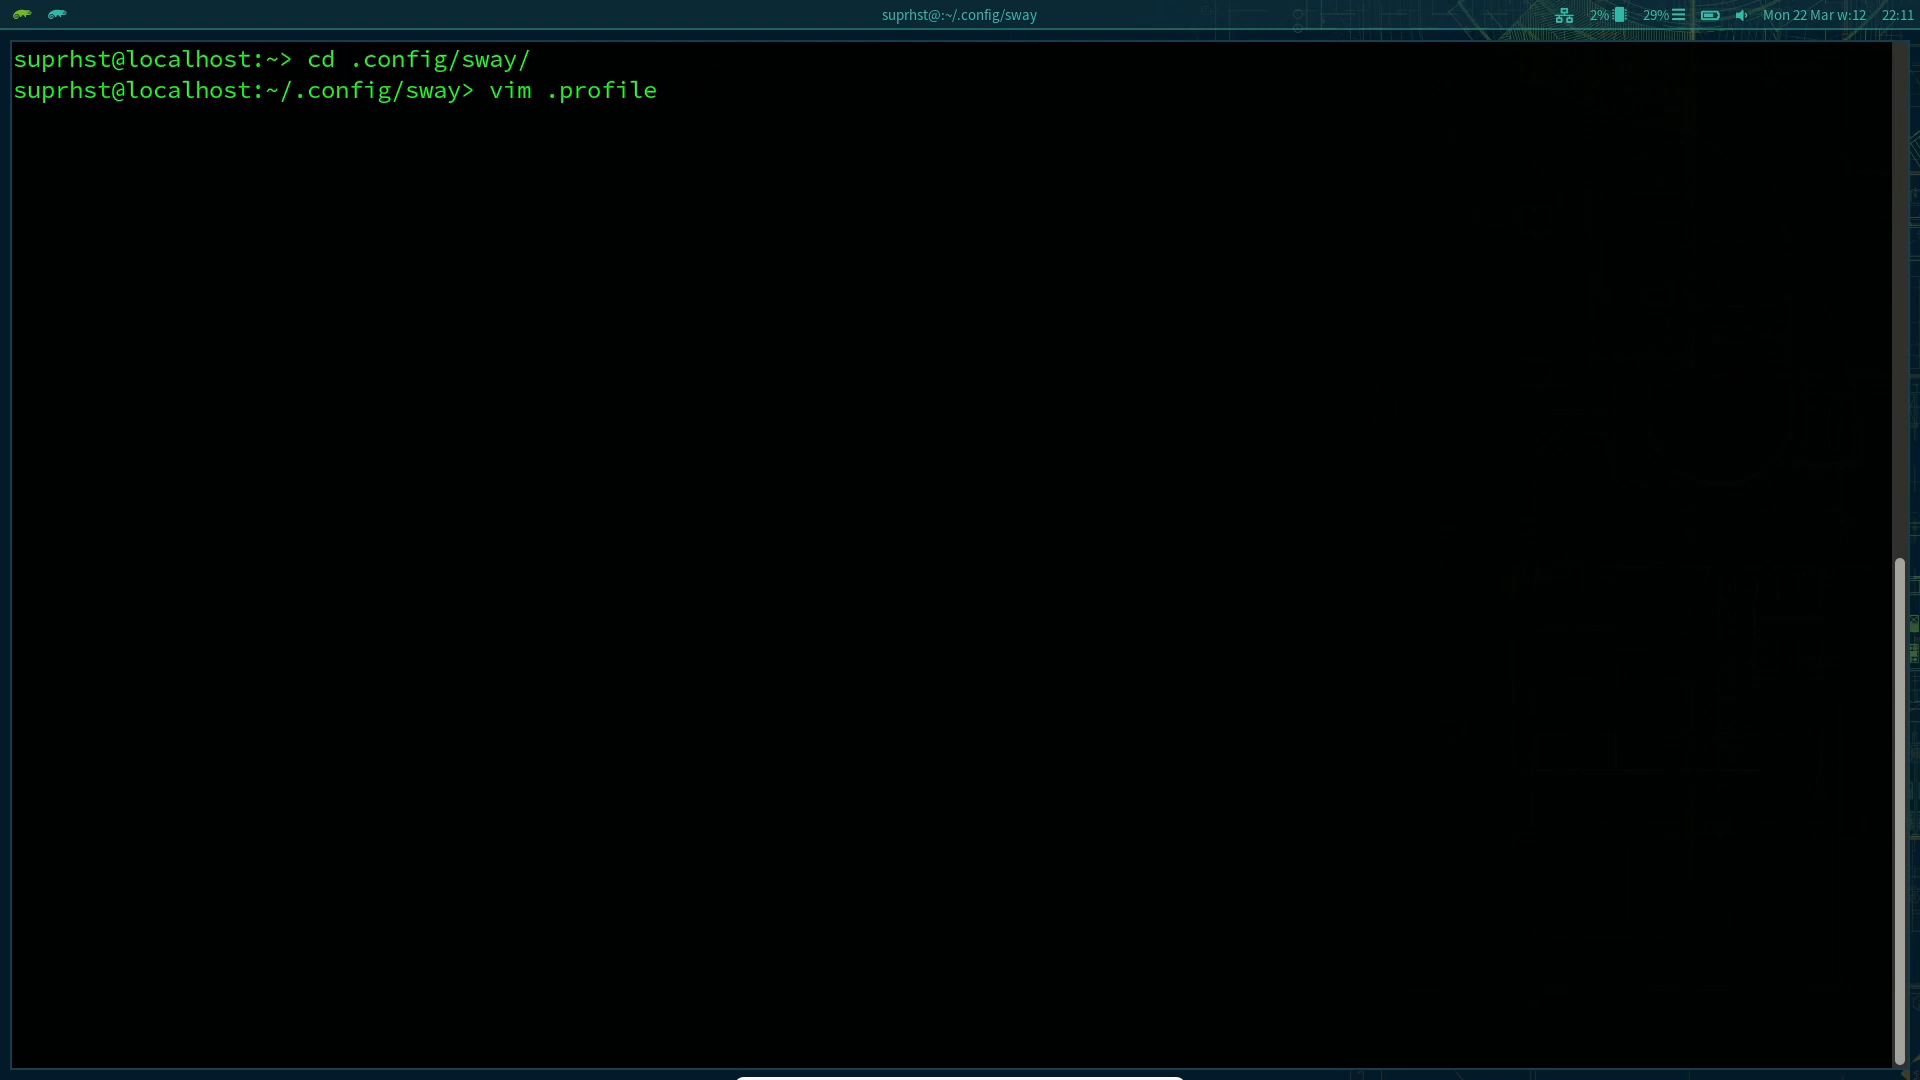 suprhst@:~/.config/sway
2%
29%
Mon 22 Mar w:12
22:11
suprhst@localhost:~> cd .config/sway/
suprhst@localhost:~/.config/sway> vim .profile